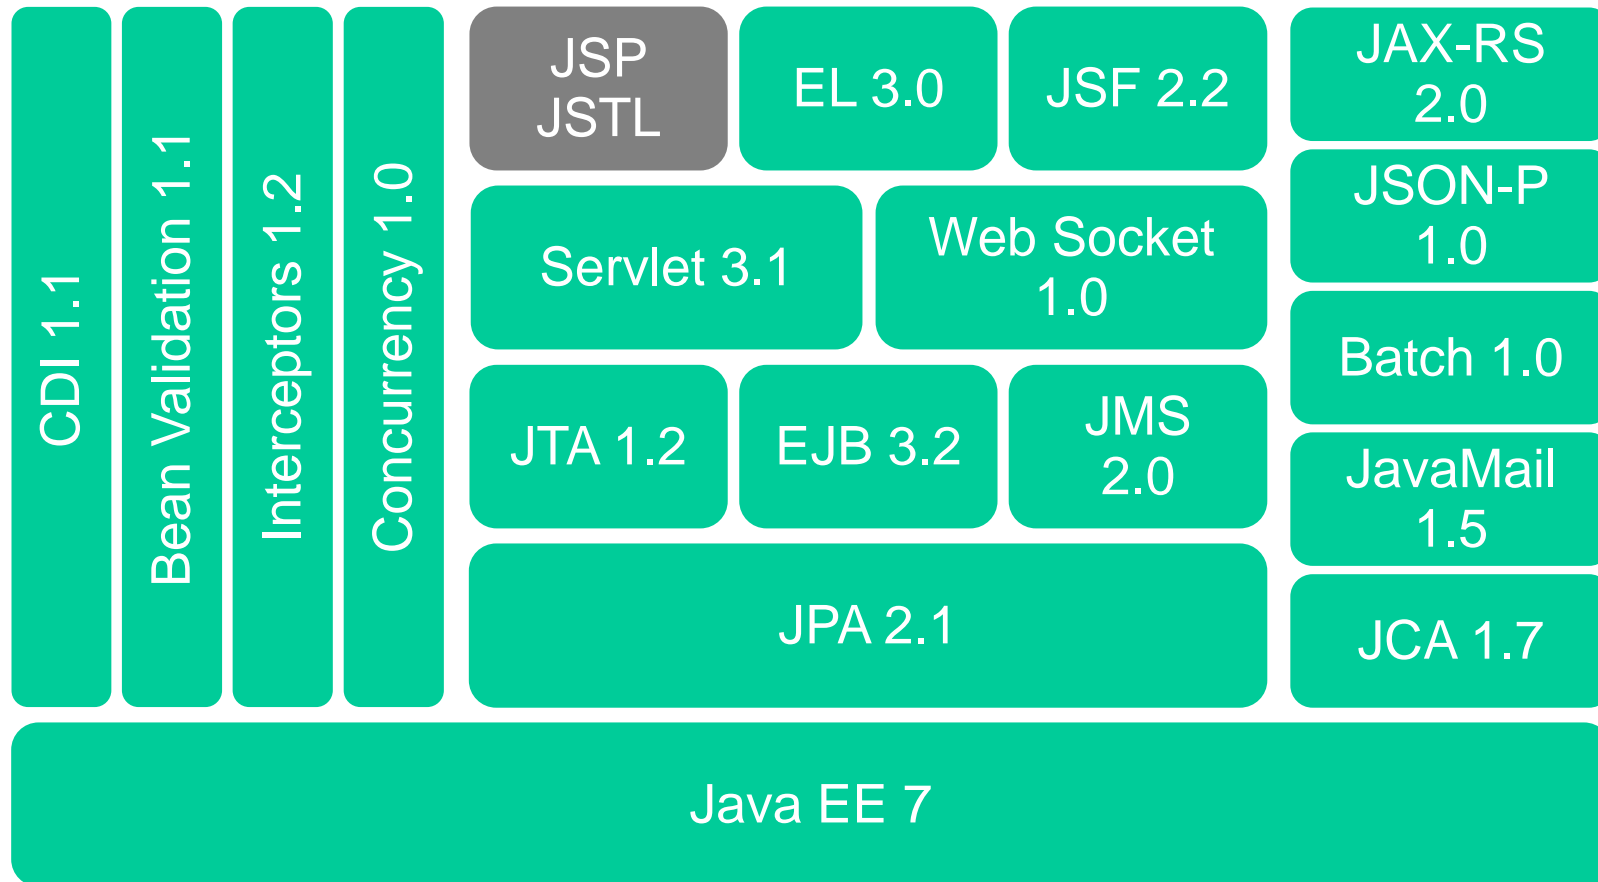 CDI 1.1
Bean Validation 1.1
Interceptors 1.2
Concurrency 1.0
JSP
JSTL
EL 3.0
JSF 2.2
Servlet 3.1
Web Socket
1.0
JTA 1.2
EJB 3.2
JMS
2.0
JPA 2.1
JAX-RS
2.0
JSON-P
1.0
Batch 1.0
JavaMail
1.5
JCA 1.7
Java EE 7